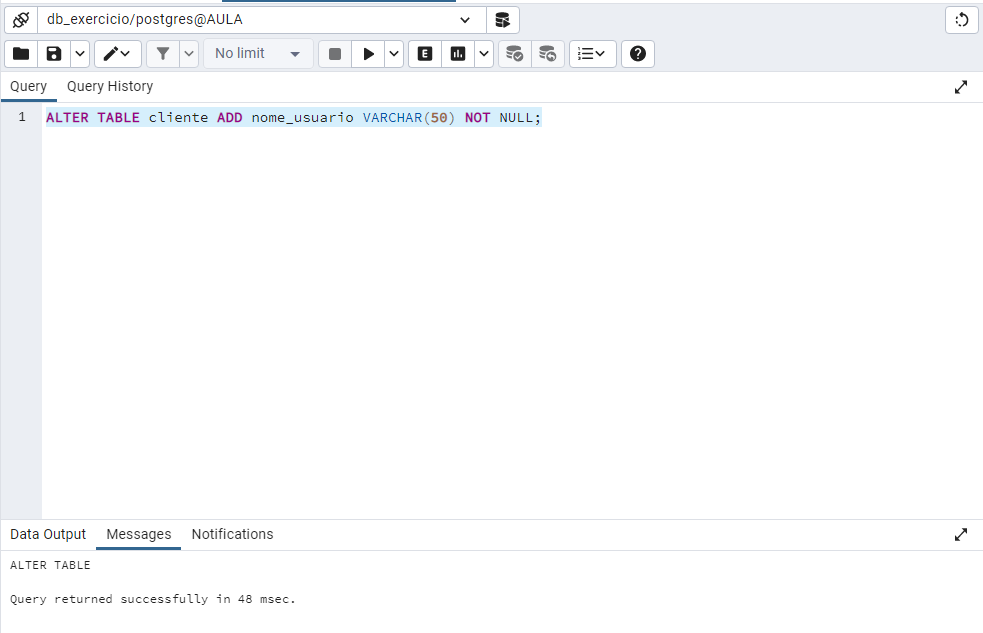 db_exercicio/postgres@AULA
No limit
E
Query Query History
1 ALTER TABLE cliente ADD nome_usuario VARCHAR(50) NOT NULL;
Data Output Messages Notifications
ALTER TABLE
Query returned successfully in 48 msec.